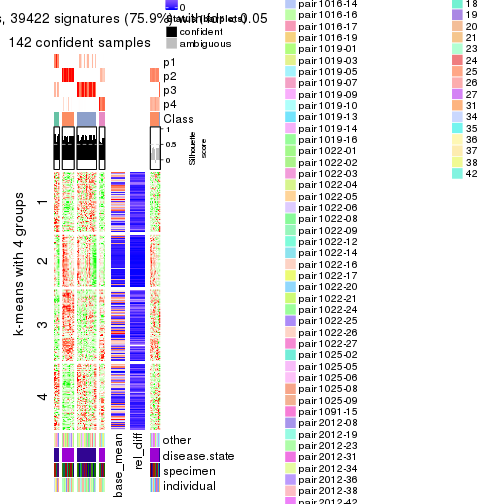 , 39422 signatures (75.9%) with fdr < 0.05
0
Status (barplots)
confident
ambiguous
142 confident samples
p1
p2
p3
p4
Class
1
0.5
0
Silhouette
score
k-means with 4 groups
1
2
3
4
base_mean
rel_diff
other
disease.state
specimen
individual
pair1016-14
pair1016-16
pair1016-17
pair1016-19
pair1019-01
pair1019-03
pair1019-05
pair1019-07
pair1019-09
pair1019-10
pair1019-13
pair1019-14
pair1019-16
pair1022-01
pair1022-02
pair1022-03
pair1022-04
pair1022-05
pair1022-06
pair1022-08
pair1022-09
pair1022-12
pair1022-14
pair1022-16
pair1022-17
pair1022-20
pair1022-21
pair1022-24
pair1022-25
pair1022-26
pair1022-27
pair1025-02
pair1025-05
pair1025-06
pair1025-08
pair1025-09
pair1091-15
pair2012-08
pair2012-19
pair2012-23
pair2012-31
pair2012-34
pair2012-36
pair2012-38
pair2012-42
18
19
21
23
24
25
26
27
31
34
35
36
37
38
42